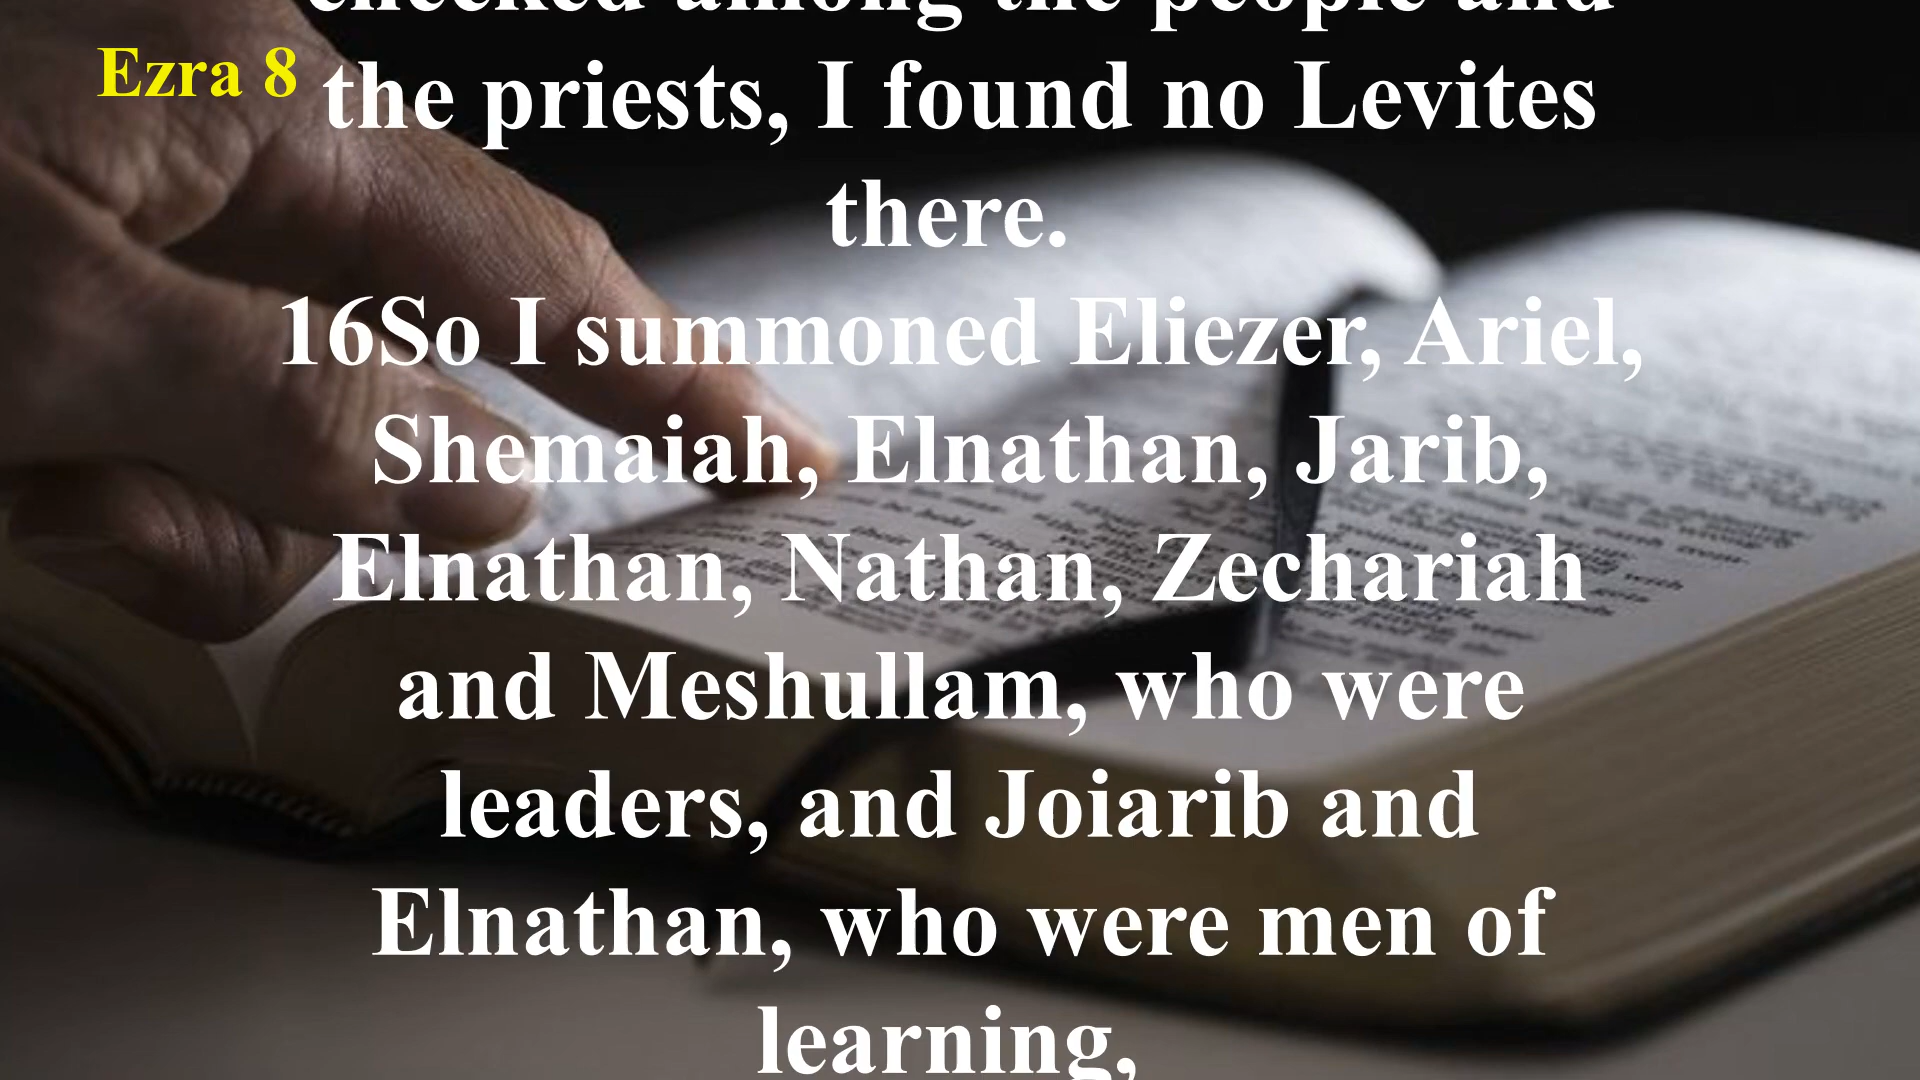 checked among the people and
Ezra 8
the priests, I found no Levites
there.
16So I summoned Eliezer, Ariel,
Shemaiah, Elnathan, Jarib,
Elnathan, Nathan, Zechariah
and Meshullam, who were
leaders, and Joiarib and
Elnathan, who were men of
learning,